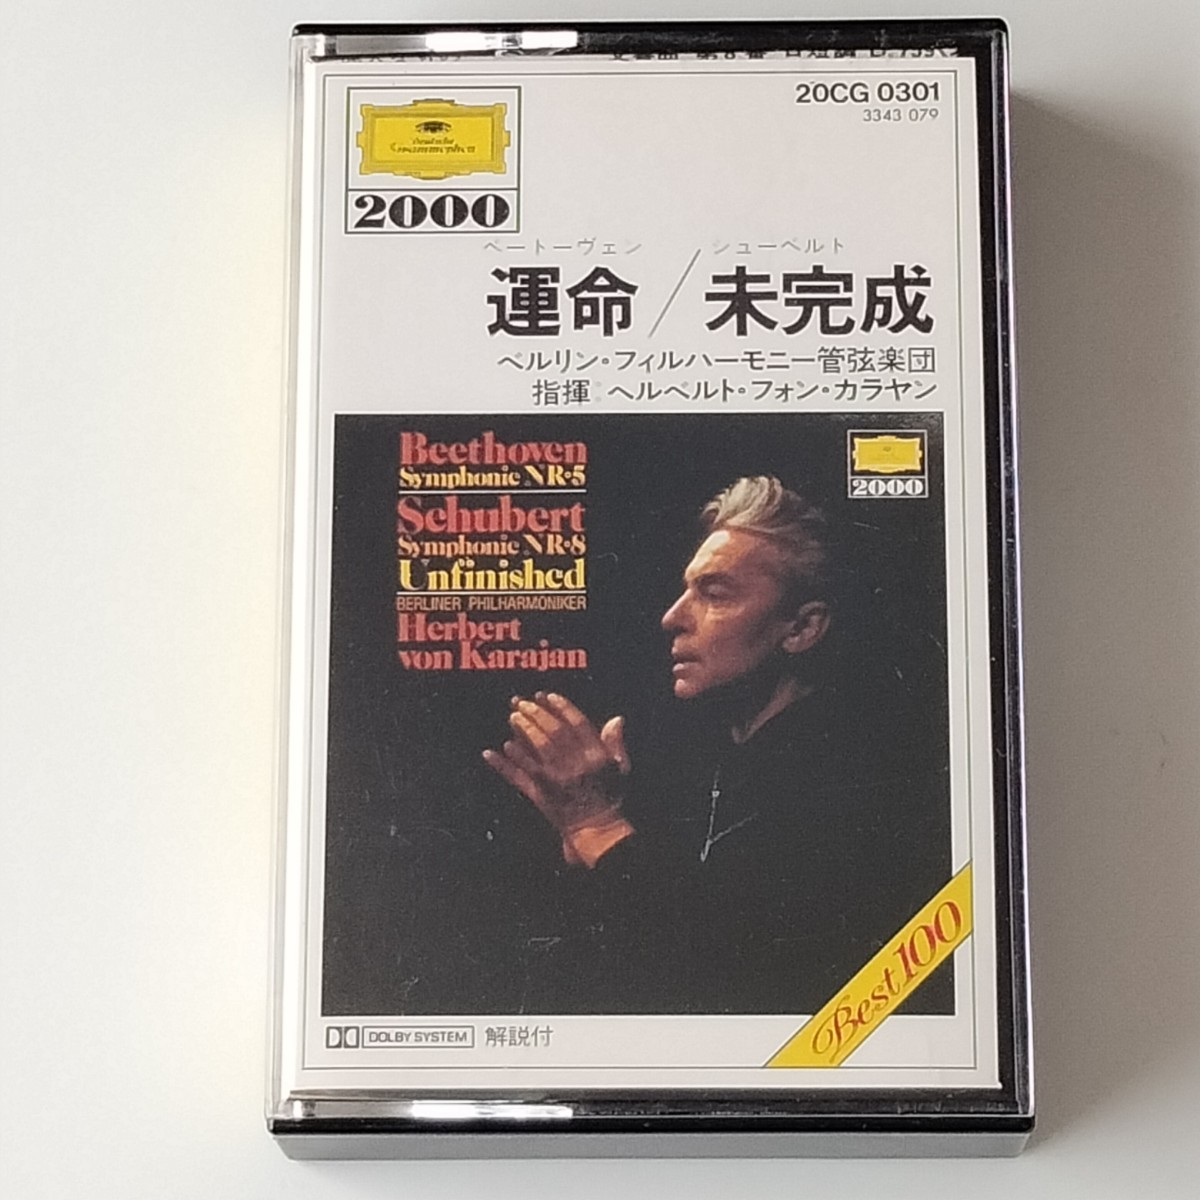 20CG 0301
3343 079
Deutsche
Grammophon
2000
ベートーヴェン シューベルト
運命/未完成
ベルリン・フィルハーモニー管弦楽団
指揮:ヘルベルト・フォン・カラヤン
Beethoven
Symphonie NR·5
Schubert
Symphonie NR·8
Unfinished
BERLINER PHILHARMONIKER
Herbert
von Karajan
2000
Best100
DOLBY SYSTEM 解説付